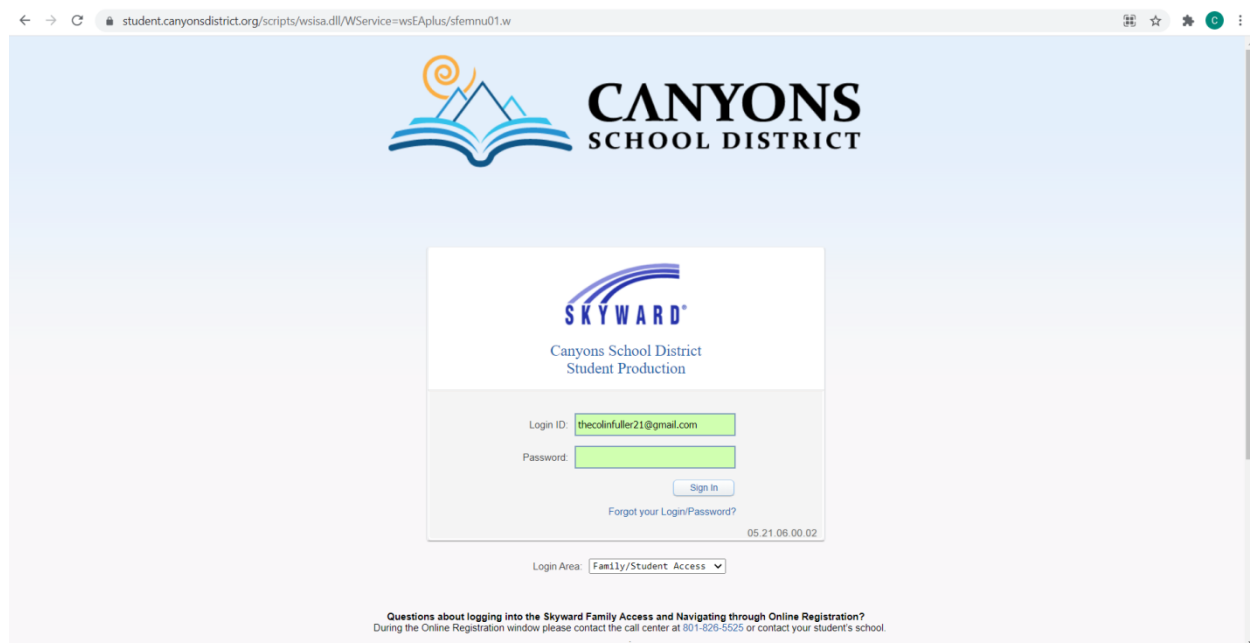 student.canyonsdistrict.org/scripts/wsisa.dll/WService=wsEAplus/sfemnu01.w
C
CANYONS
SCHOOL DISTRICT
SKYWARD®
Canyons School District
Student Production
Login ID: thecolinfuller21@gmail.com
Password:
Sign In
Forgot your Login/Password?
05.21.06.00.02
Login Area: Family/Student Access
Questions about logging into the Skyward Family Access and Navigating through Online Registration?
During the Online Registration window please contact the call center at 801-826-5525 or contact your student's school.